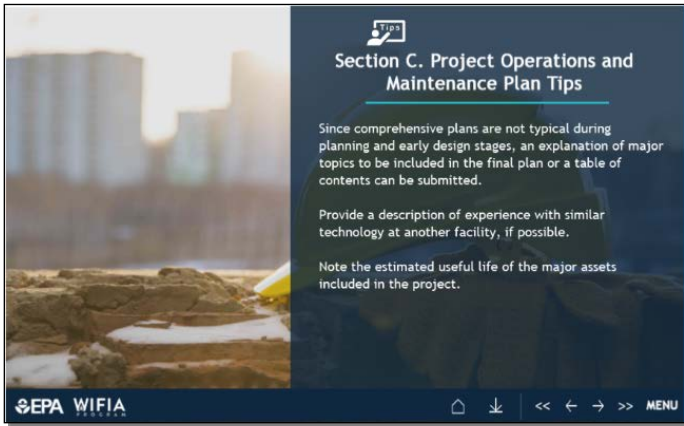 Tips
Section C. Project Operations and
Maintenance Plan Tips
Since comprehensive plans are not typical during
planning and early design stages, an explanation of major
topics to be included in the final plan or a table of
contents can be submitted.
Provide a description of experience with similar
technology at another facility, if possible.
Note the estimated useful life of the major assets
included in the project.
EPA WIFIA
PROGRAM
<< ← → >> MENU